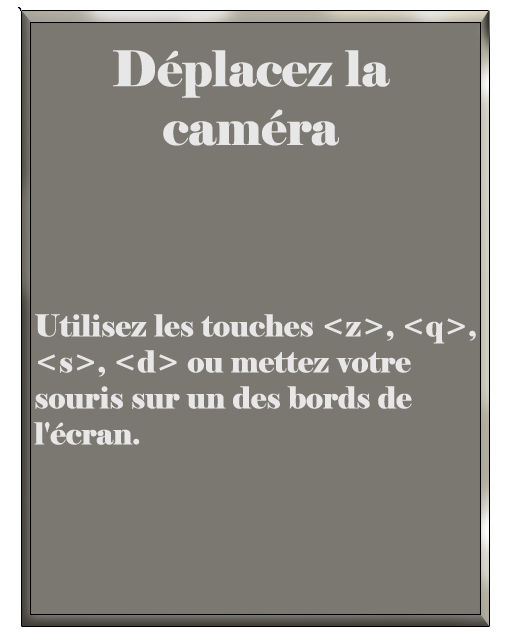 Déplacez la
caméra
Utilisez les touches <z>, <q>,
<s>, <d> ou mettez votre
souris sur un des bords de
l'écran.